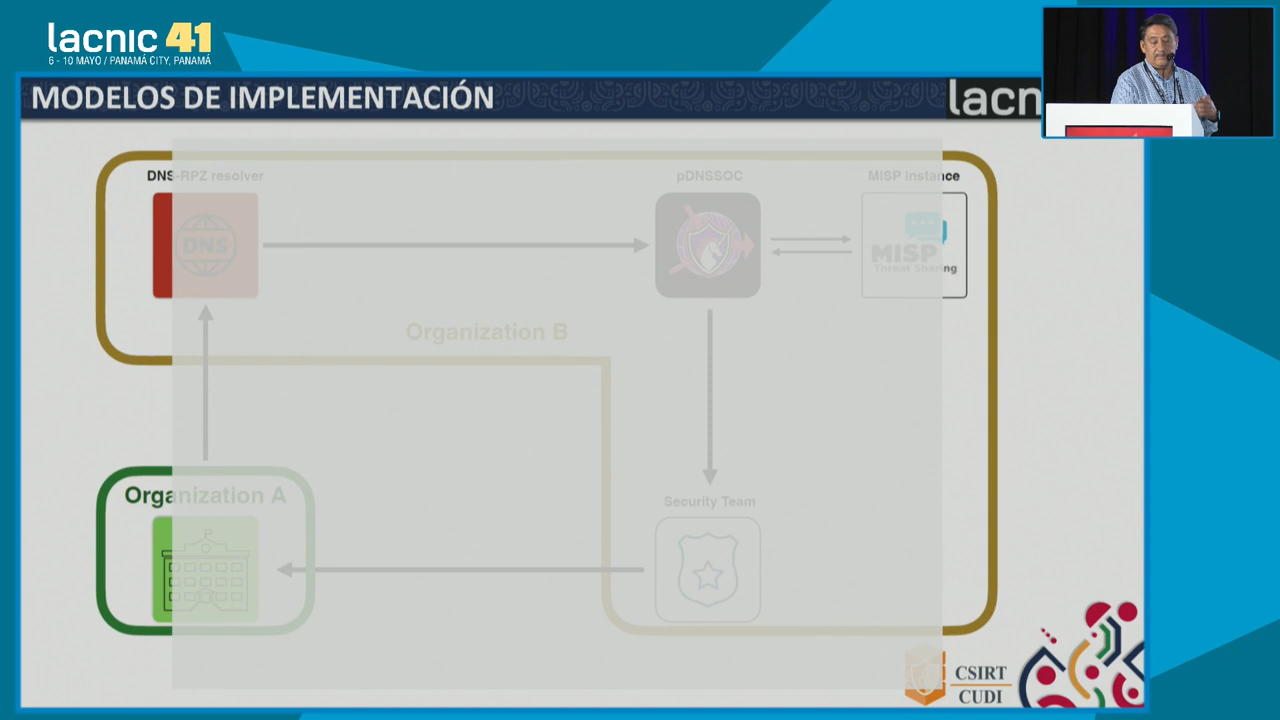 lacnic 41
6 - 10 MAYO / PANAMÁ CITY, PANAMÁ
MODELOS DE IMPLEMENTACIÓN
lacn
DNS-RPZ resolver
pDNSSOC
MISP instance
DNS
MISP
Threat Sharing
Organization B
Organization A
Security Team
CSIRT
CUDI